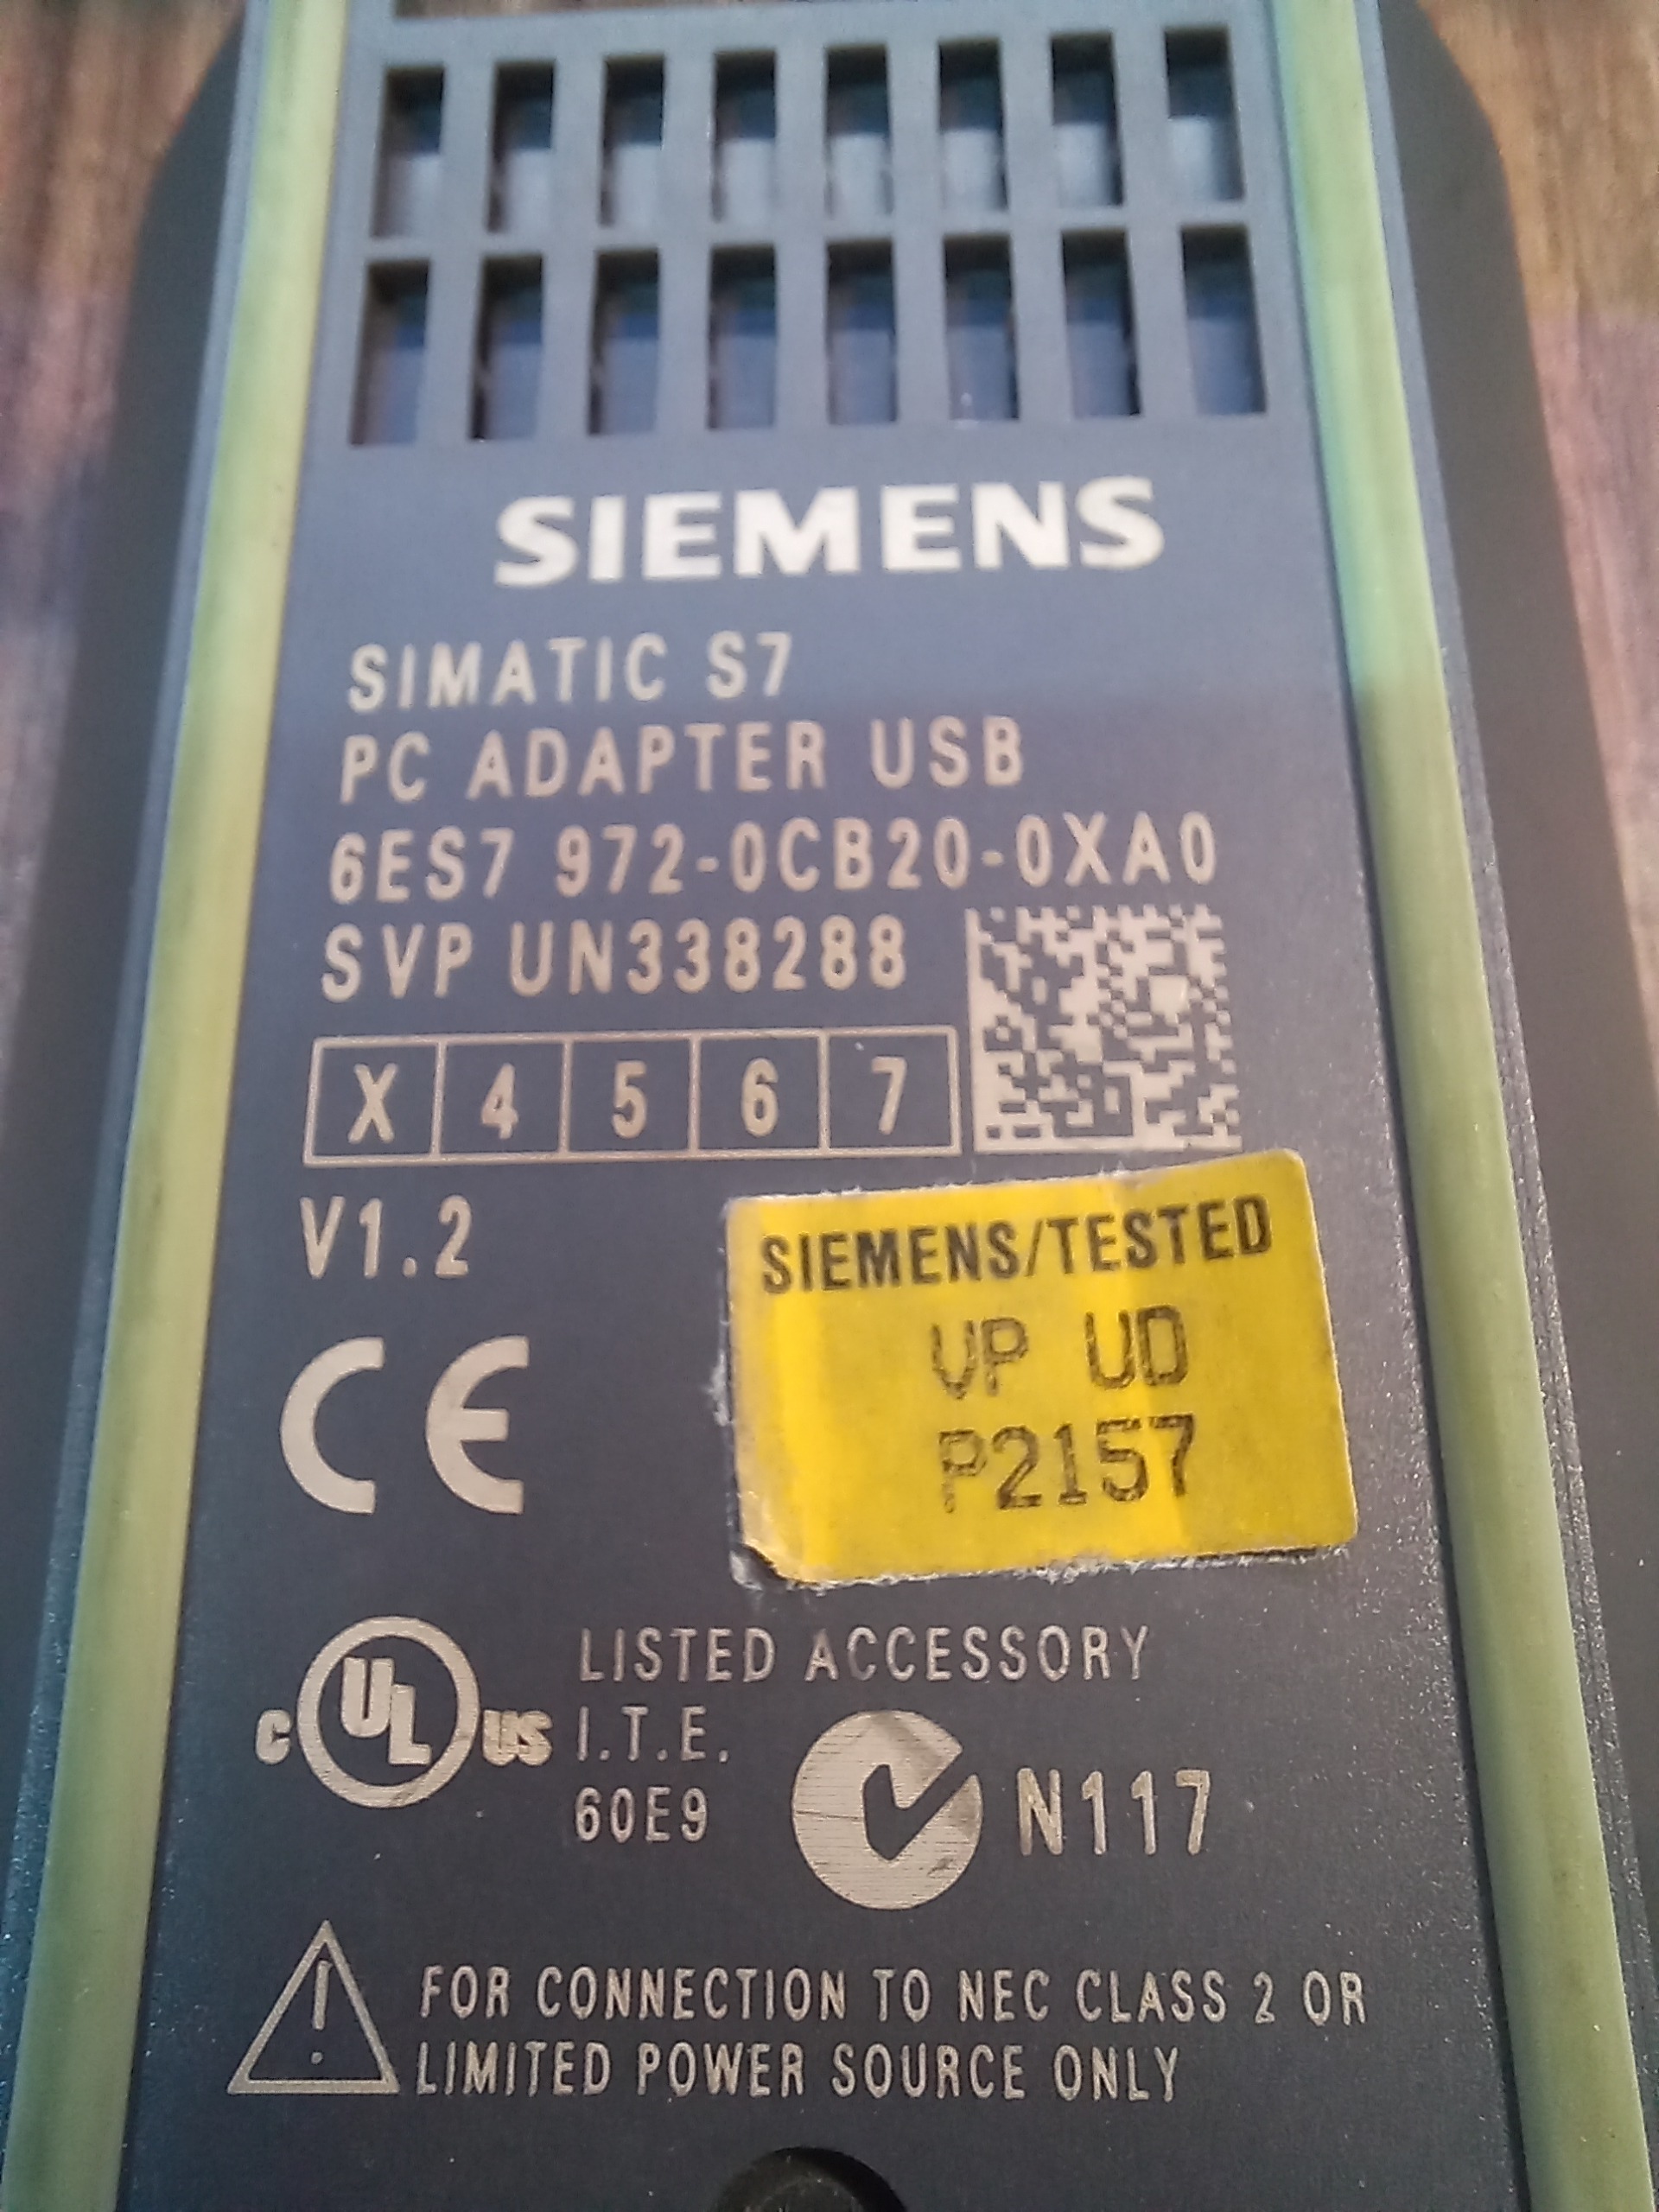 SIEMENS
SIMATIC S7
PC ADAPTER USB
6ES7 972-0CB20-0XA0
SVP UN338288
X 4 5 6 7
V1.2
SIEMENS/TESTED
VP UD
P2157
CE
LISTED ACCESSORY
C UL US I.T.E.
60E9
N117
FOR CONNECTION TO NEC CLASS 2 OR
LIMITED POWER SOURCE ONLY